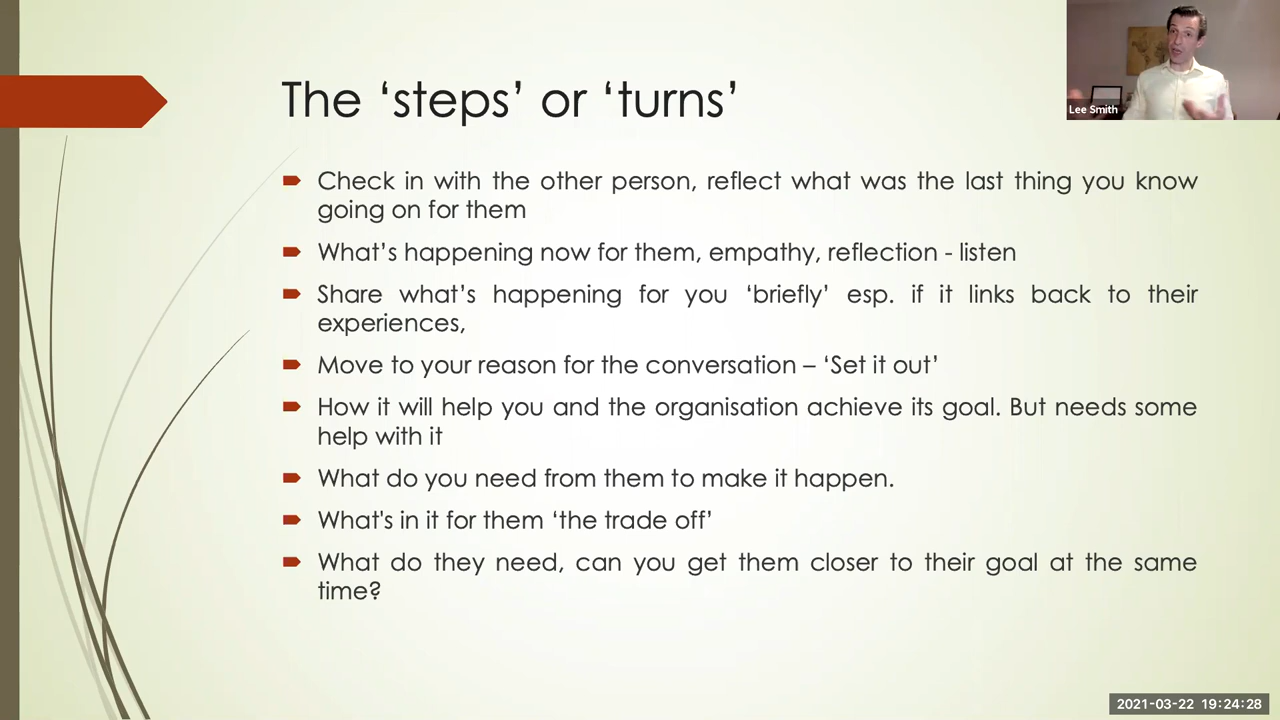 The ‘steps’ or ‘turns’
Lee Smith
Check in with the other person, reflect what was the last thing you know
going on for them
What’s happening now for them, empathy, reflection - listen
Share what’s happening for you ‘briefly’ esp. if it links back to their
experiences,
Move to your reason for the conversation – ‘Set it out’
How it will help you and the organisation achieve its goal. But needs some
help with it
What do you need from them to make it happen.
What's in it for them ‘the trade off’
What do they need, can you get them closer to their goal at the same
time?
2021-03-22 19:24:28